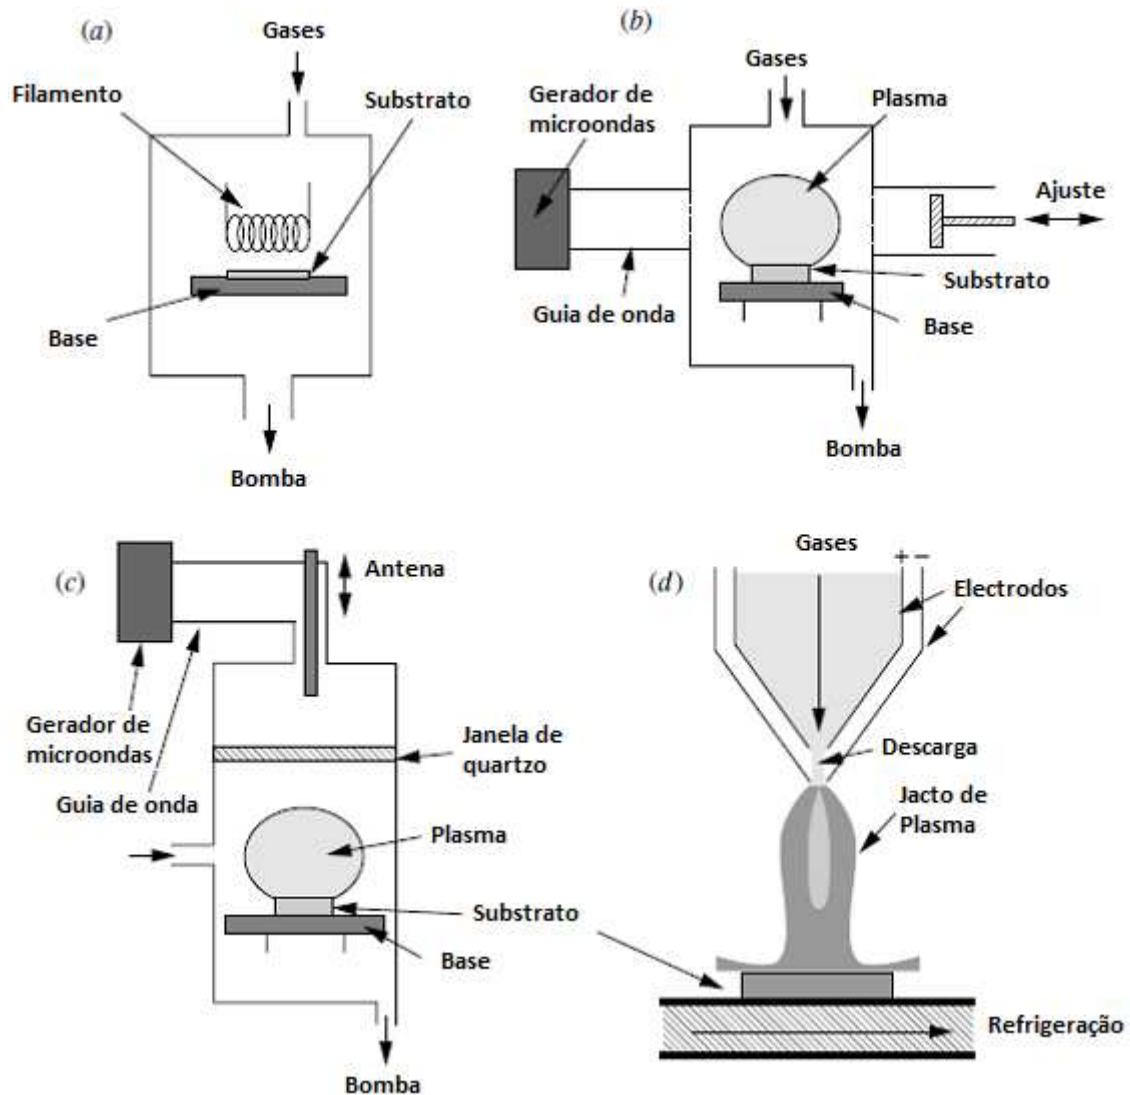 (a)
Gases
Filamento
Substrato
Base
Bomba
(b)
Gases
Gerador de
microondas
Plasma
Ajuste
Substrato
Guia de onda
Base
Bomba
(c)
Antena
Gerador de
microondas
Janela de
quartzo
Guia de onda
Plasma
Substrato
Base
Bomba
(d)
Gases
+ −
Electrodos
Descarga
Jacto de
Plasma
Refrigeração